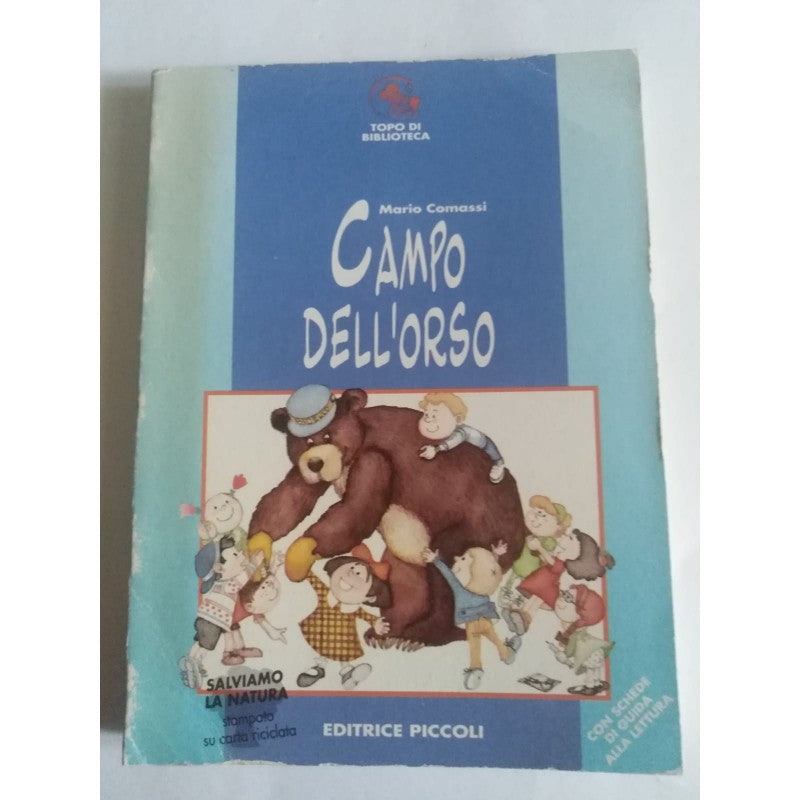 TOPO DI
BIBLIOTECA
Mario Comassi
CAMPO
DELL'ORSO
SALVIAMO
LA NATURA
stampato
su carta riciclata
EDITRICE PICCOLI
CON SCHEDE
DI GUIDA
ALLA LETTURA